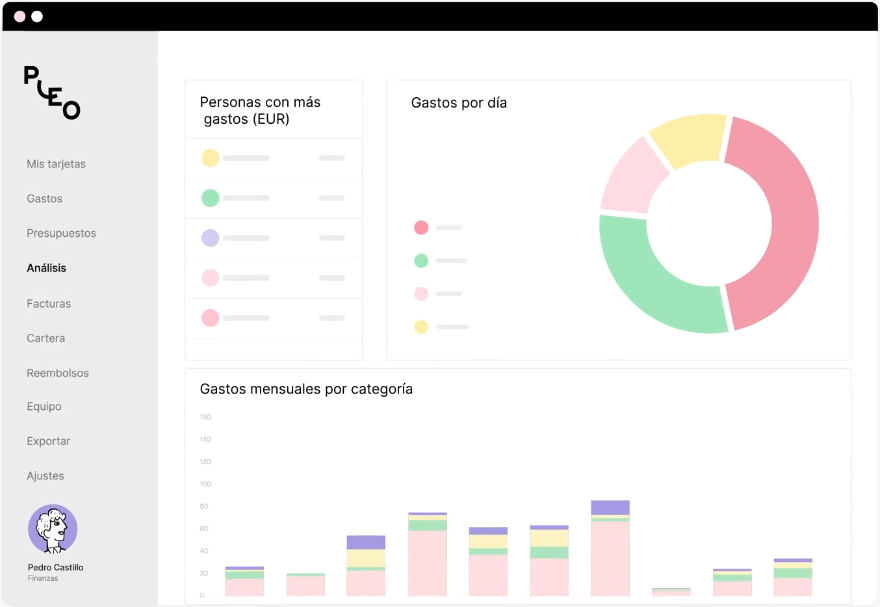 PLEO
Mis tarjetas
Gastos
Presupuestos
Análisis
Facturas
Cartera
Reembolsos
Equipo
Exportar
Ajustes
Pedro Castillo
Finanzas
Personas con más
gastos (EUR)
Gastos por día
Gastos mensuales por categoría
160
140
120
100
80
60
40
20
0